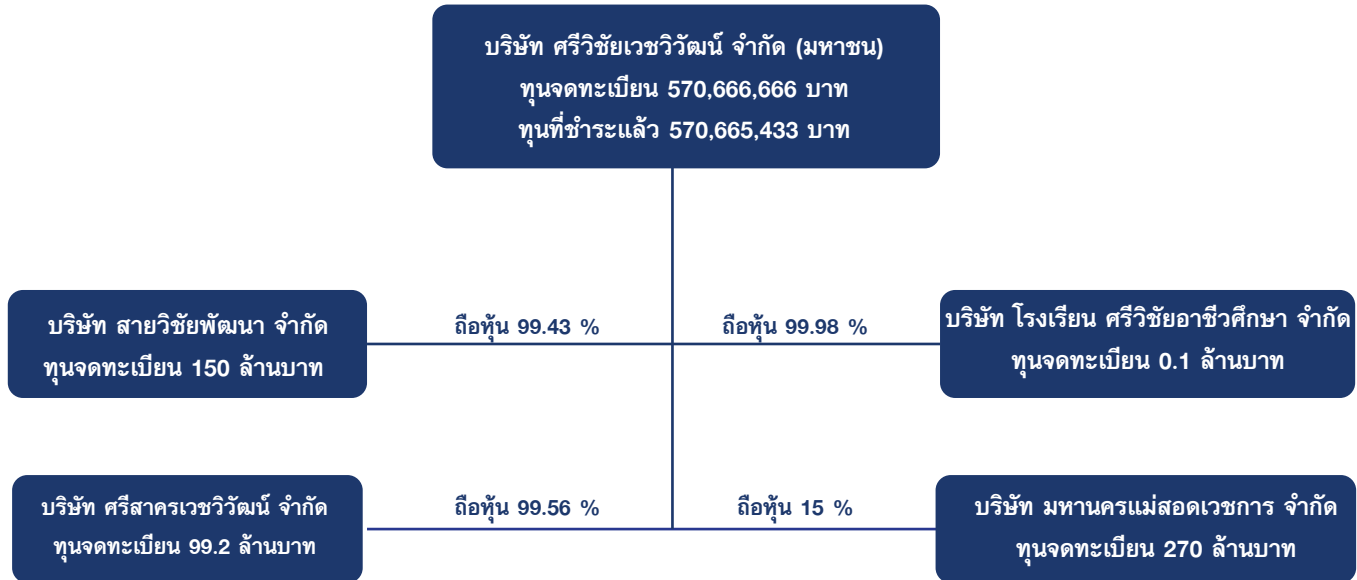 บริษัท ศรีวิชัยเวชวิวัฒน์ จำกัด (มหาชน)
ทุนจดทะเบียน 570,666,666 บาท
ทุนที่ชำระแล้ว 570,665,433 บาท
บริษัท สายวิชัยพัฒนา จำกัด
ทุนจดทะเบียน 150 ล้านบาท
ถือหุ้น 99.43 %
ถือหุ้น 99.98 %
บริษัท โรงเรียน ศรีวิชัยอาชีวศึกษา จำกัด
ทุนจดทะเบียน 0.1 ล้านบาท
บริษัท ศรีสาครเวชวิวัฒน์ จำกัด
ทุนจดทะเบียน 99.2 ล้านบาท
ถือหุ้น 99.56 %
ถือหุ้น 15 %
บริษัท มหานครแม่สอดเวชการ จำกัด
ทุนจดทะเบียน 270 ล้านบาท